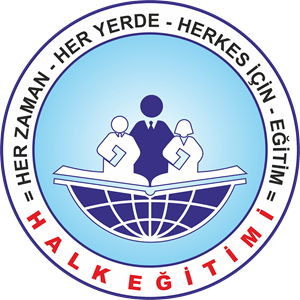 = HER ZAMAN - HER YERDE - HERKES İÇİN - EĞİTİM =
HALK EĞİTİMİ